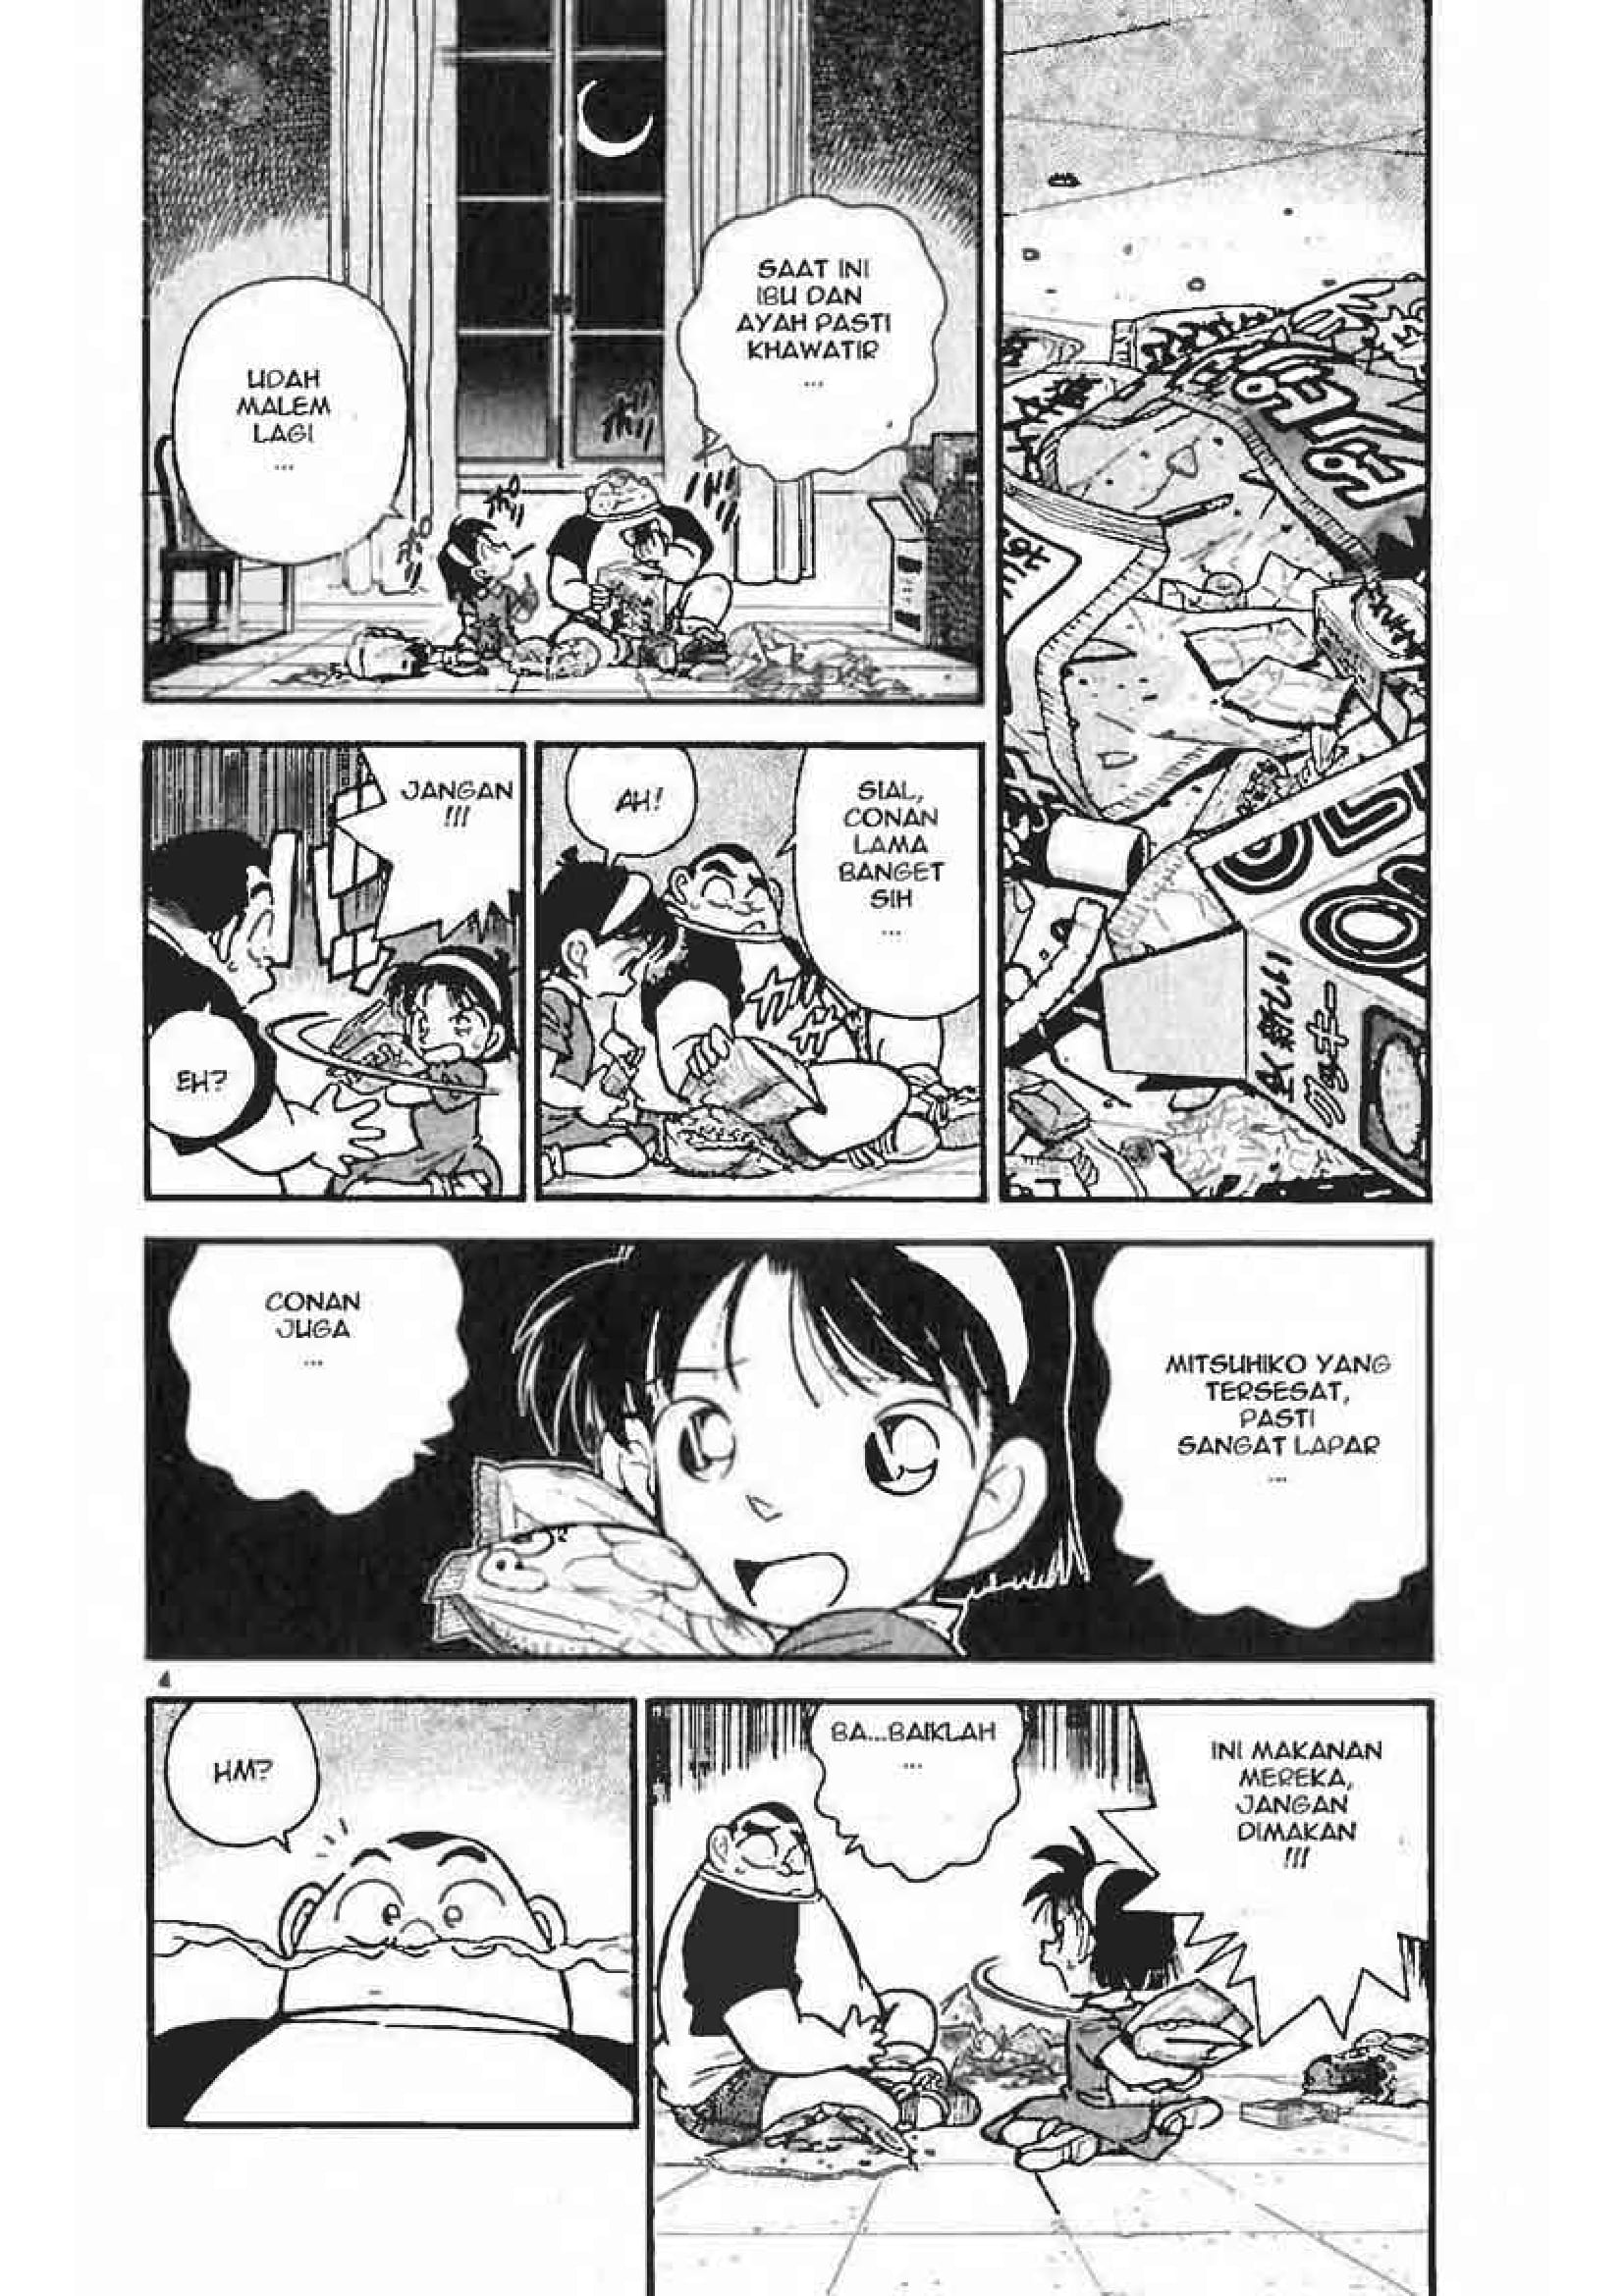 SAAT INI
IBU DAN
AYAH PASTI
KHAWATIR
...
UDAH
MALEM
LAGI
...
SIAL,
CONAN
LAMA
BANGET
SIH
...
AH!
JANGAN
!!!
EH?
MITSUHIKO YANG
TERSESAT,
PASTI
SANGAT LAPAR
...
CONAN
JUGA
...
4
INI MAKANAN
MEREKA,
JANGAN
DIMAKAN
!!!
BA...BAIKLAH
...
HM?